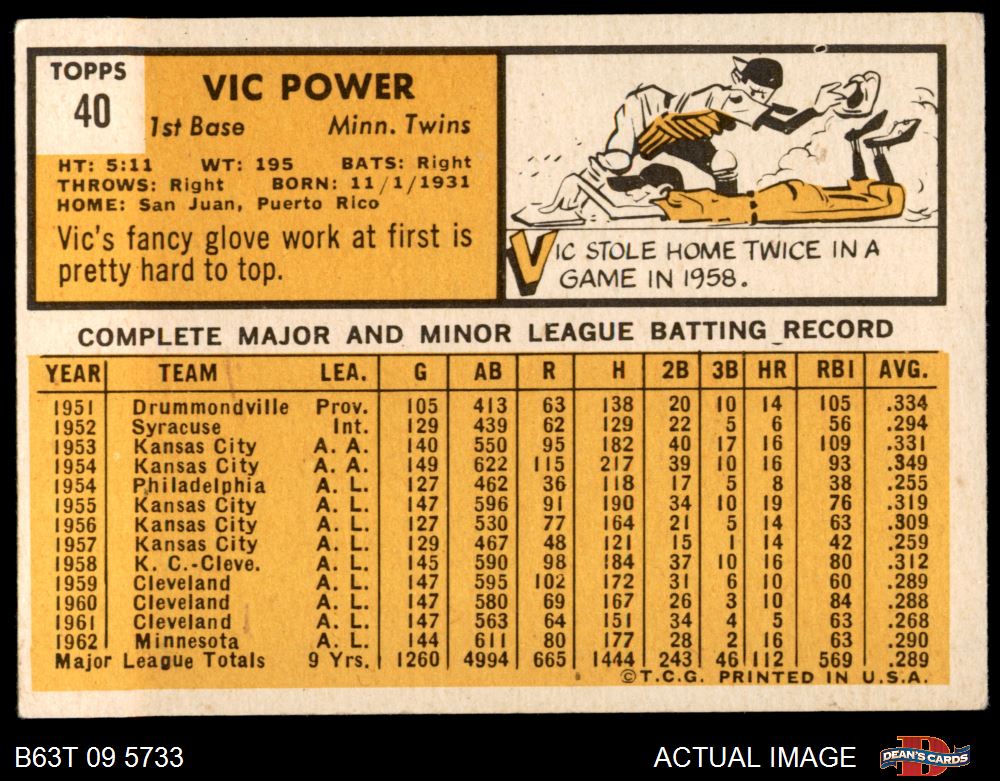 TOPPS
40
VIC POWER
1st Base Minn. Twins
HT: 5:11 WT: 195 BATS: Right
THROWS: Right BORN: 11/1/1931
HOME: San Juan, Puerto Rico
Vic's fancy glove work at first is
pretty hard to top.
VIC STOLE HOME TWICE IN A
GAME IN 1958.
COMPLETE MAJOR AND MINOR LEAGUE BATTING RECORD
YEAR TEAM LEA. G AB R H 2B 3B HR RBI AVG.
1951 Drummondville Prov. 105 413 63 138 20 10 14 105 .334
1952 Syracuse Int. 129 439 62 129 22 5 6 56 .294
1953 Kansas City A. A. 140 550 95 182 40 17 16 109 .331
1954 Kansas City A. A. 149 622 115 217 39 10 16 93 .349
1954 Philadelphia A. L. 127 462 36 118 17 5 8 38 .255
1955 Kansas City A. L. 147 596 91 190 34 10 19 76 .319
1956 Kansas City A. L. 127 530 77 164 21 5 14 63 .309
1957 Kansas City A. L. 129 467 48 121 15 1 14 42 .259
1958 K. C.-Cleve. A. L. 145 590 98 184 37 10 16 80 .312
1959 Cleveland A. L. 147 595 102 172 31 6 10 60 .289
1960 Cleveland A. L. 147 580 69 167 26 3 10 84 .288
1961 Cleveland A. L. 147 563 64 151 34 4 5 63 .268
1962 Minnesota A. L. 144 611 80 177 28 2 16 63 .290
Major League Totals 9 Yrs. 1260 4994 665 1444 243 46 112 569 .289
©T.C.G. PRINTED IN U.S.A.
B63T 09 5733 ACTUAL IMAGE DEAN'S CARDS